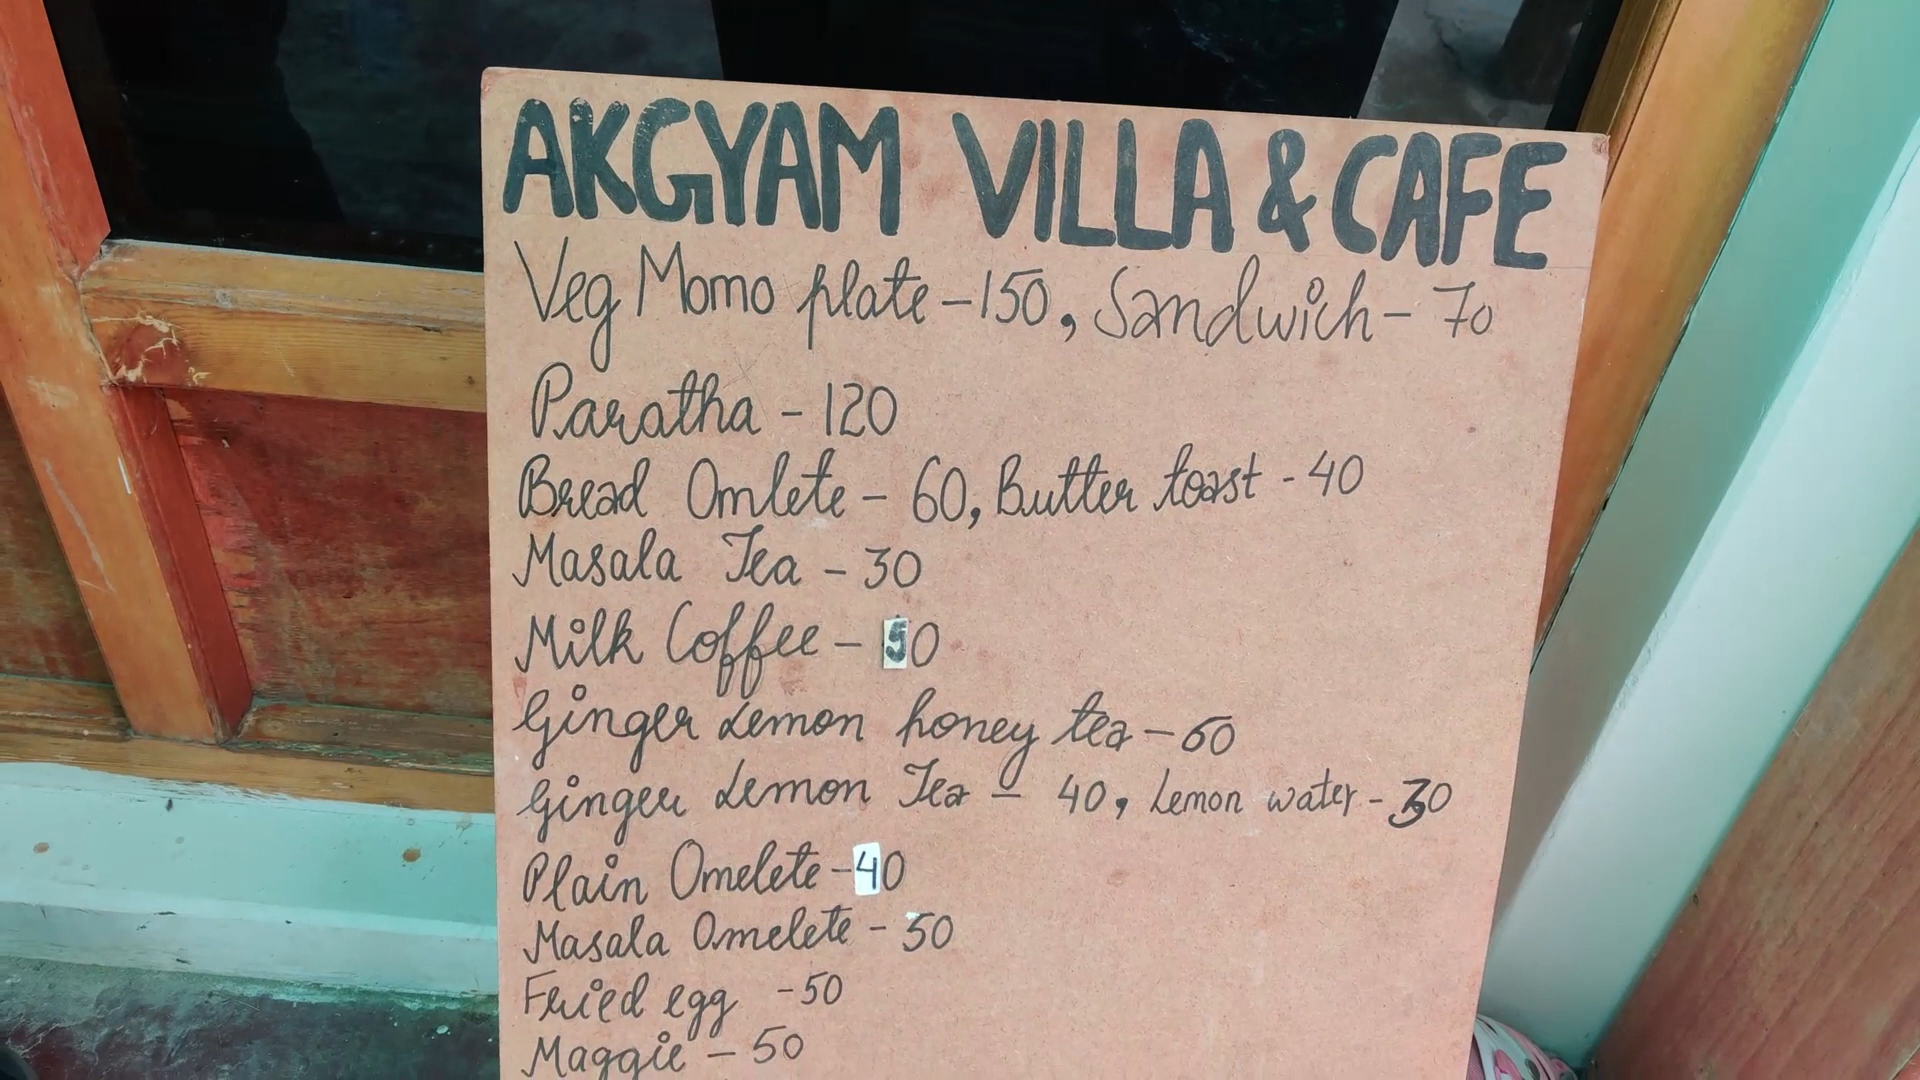 AKGYAM VILLA & CAFE
Veg Momo plate - 150, Sandwich - 70
Paratha - 120
Bread Omlete - 60, Butter toast - 40
Masala Tea - 30
Milk Coffee - 50
Ginger Lemon honey tea - 60
Ginger Lemon Tea - 40, Lemon water - 30
Plain Omelete - 40
Masala Omelete - 50
Fried egg - 50
Maggie - 50